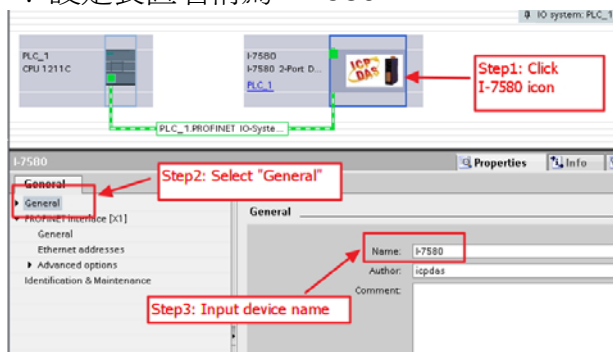 IO system: PLC_1
PLC_1
CPU 1211C
I-7580
I-7580 2-Port D...
PLC_1
ICP DAS
Step1: Click
I-7580 icon
PLC_1.PROFINET IO-Syste...
I-7580
Properties
Info
General
Step2: Select "General"
General
PROFINET interface [X1]
General
Ethernet addresses
Advanced options
Identification & Maintenance
General
Name: I-7580
Author: icpdas
Comment:
Step3: Input device name